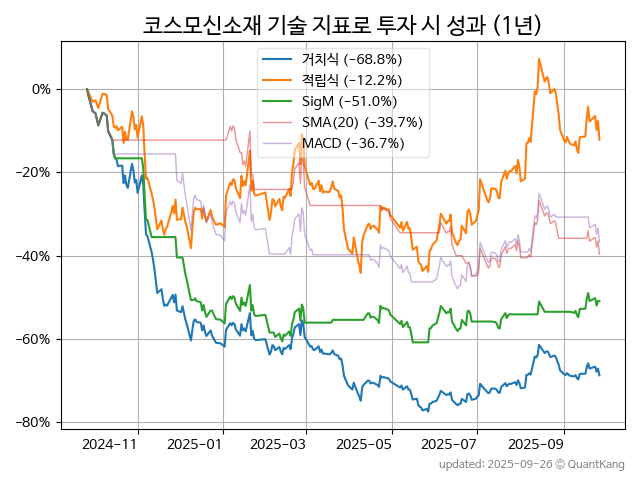 코스모신소재 기술 지표로 투자 시 성과 (1년)
거치식 (−68.8%)
적립식 (−12.2%)
SigM (−51.0%)
SMA(20) (−39.7%)
MACD (−36.7%)
0%
−20%
−40%
−60%
−80%
2024−11 2025−01 2025−03 2025−05 2025−07 2025−09
updated: 2025−09−26 © QuantKang